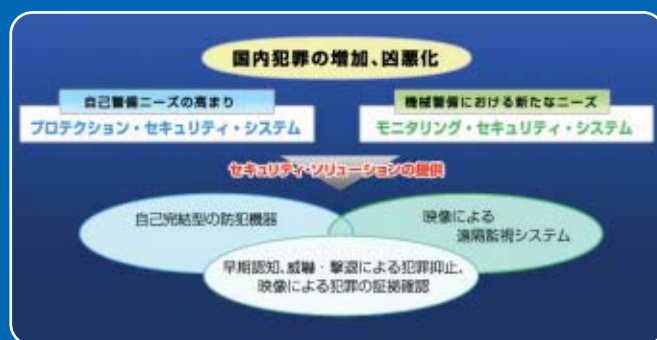 国内犯罪の増加、凶悪化
自己警備ニーズの高まり
プロテクション・セキュリティ・システム
機械警備における新たなニーズ
モニタリング・セキュリティ・システム
セキュリティ・ソリューションの提供
自己完結型の防犯機器
映像による
遠隔監視システム
早期認知、威嚇・撃退による犯罪抑止、
映像による犯罪の証拠確認